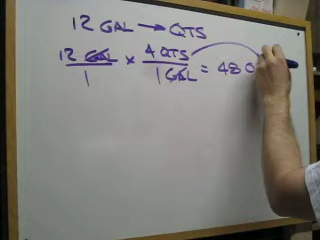 12 GAL → QTS
12 GAL / 1 × 4 QTS / 1 GAL = 48